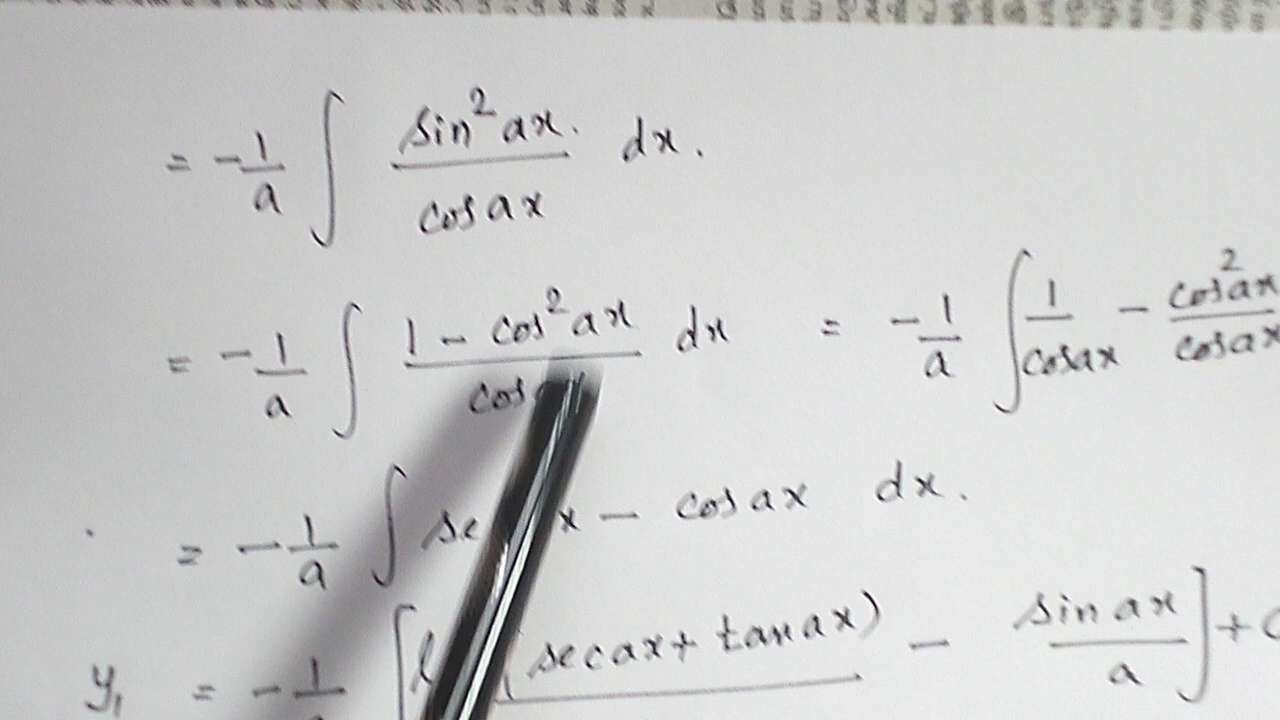 = -1/a ∫ sin²ax/cosax dx.
= -1/a ∫ 1 - cos²ax/cos dx = -1/a ∫ 1/cosax - cos²ax/cosax
= -1/a ∫ se x - cosax dx.
y₁ = -1/ [l (secax + tanax) - sinax/a] +